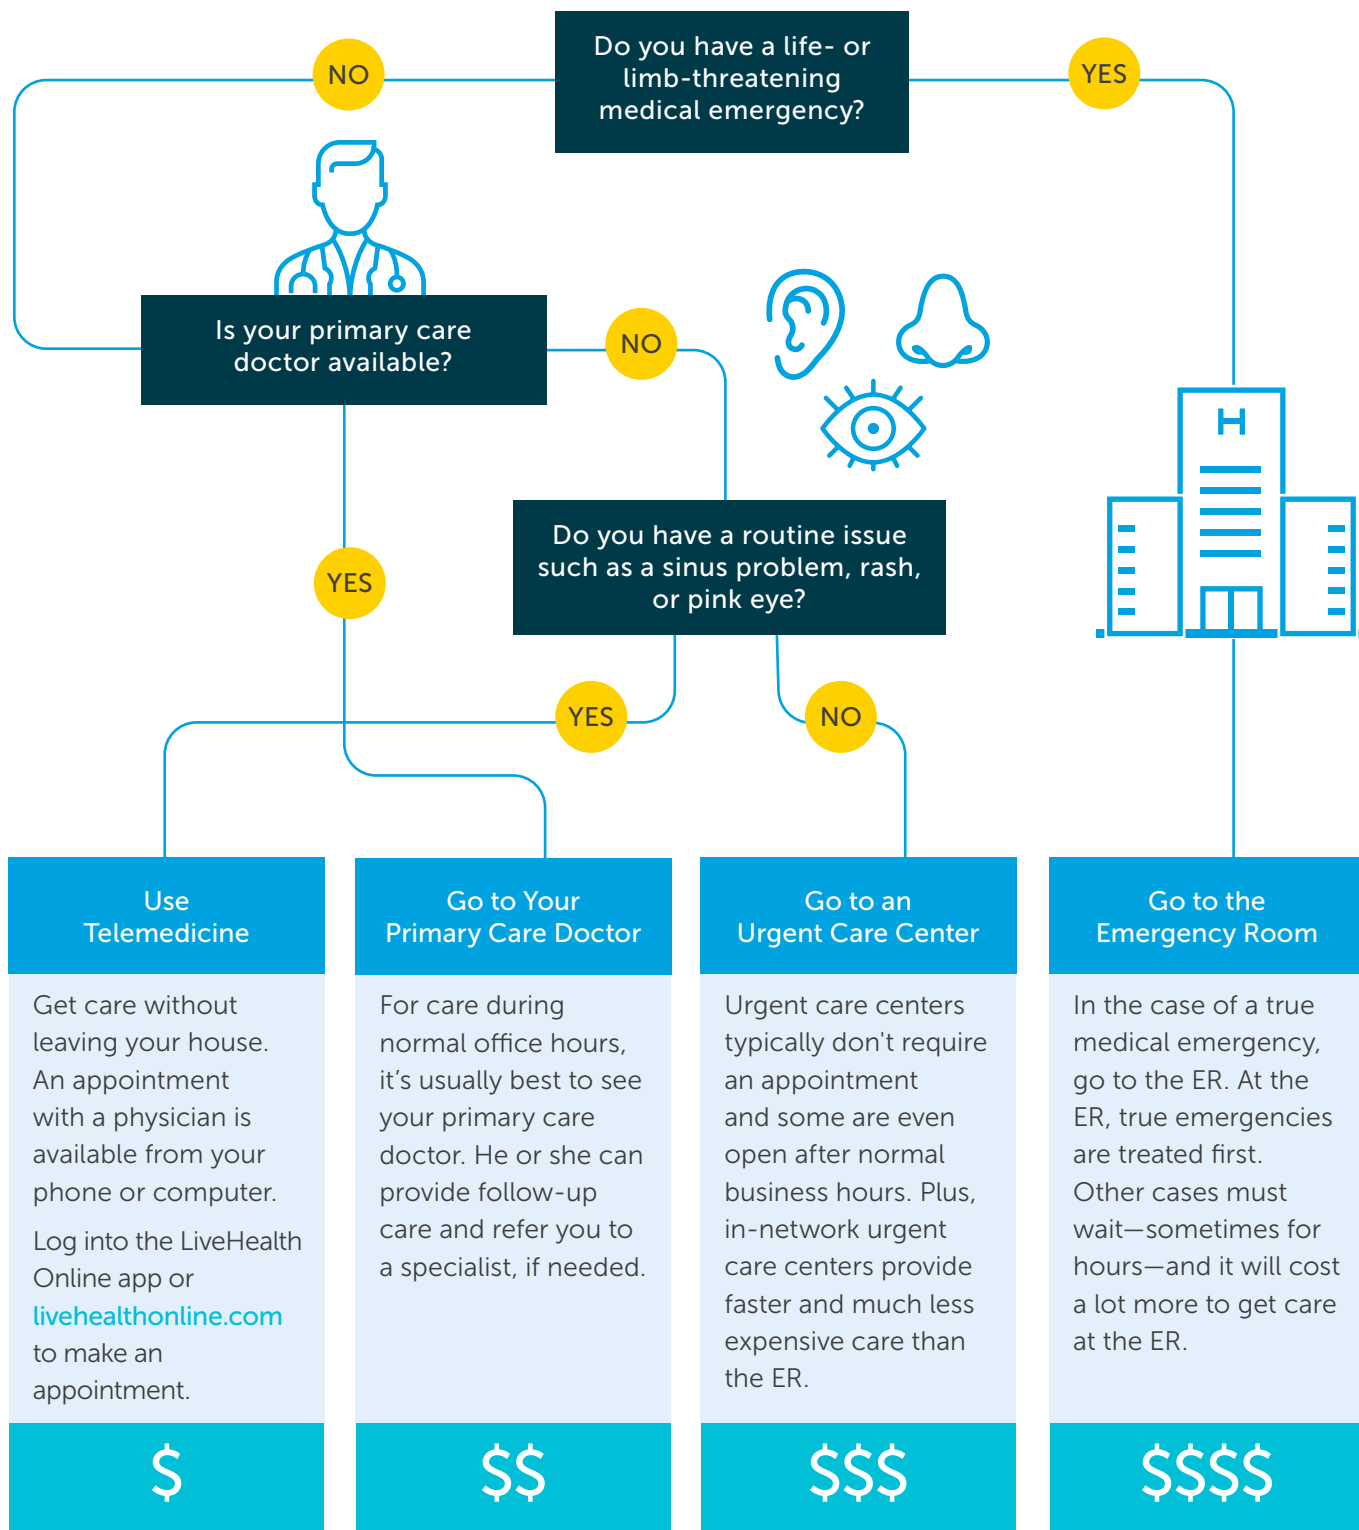 Do you have a life- or
limb-threatening
medical emergency?
NO
YES
Is your primary care
doctor available?
NO
H
Do you have a routine issue
such as a sinus problem, rash,
or pink eye?
YES
YES
NO
Use
Telemedicine
Get care without
leaving your house.
An appointment
with a physician is
available from your
phone or computer.
Log into the LiveHealth
Online app or
livehealthonline.com
to make an
appointment.
$
Go to Your
Primary Care Doctor
For care during
normal office hours,
it’s usually best to see
your primary care
doctor. He or she can
provide follow-up
care and refer you to
a specialist, if needed.
$$
Go to an
Urgent Care Center
Urgent care centers
typically don't require
an appointment
and some are even
open after normal
business hours. Plus,
in-network urgent
care centers provide
faster and much less
expensive care than
the ER.
$$$
Go to the
Emergency Room
In the case of a true
medical emergency,
go to the ER. At the
ER, true emergencies
are treated first.
Other cases must
wait—sometimes for
hours—and it will cost
a lot more to get care
at the ER.
$$$$